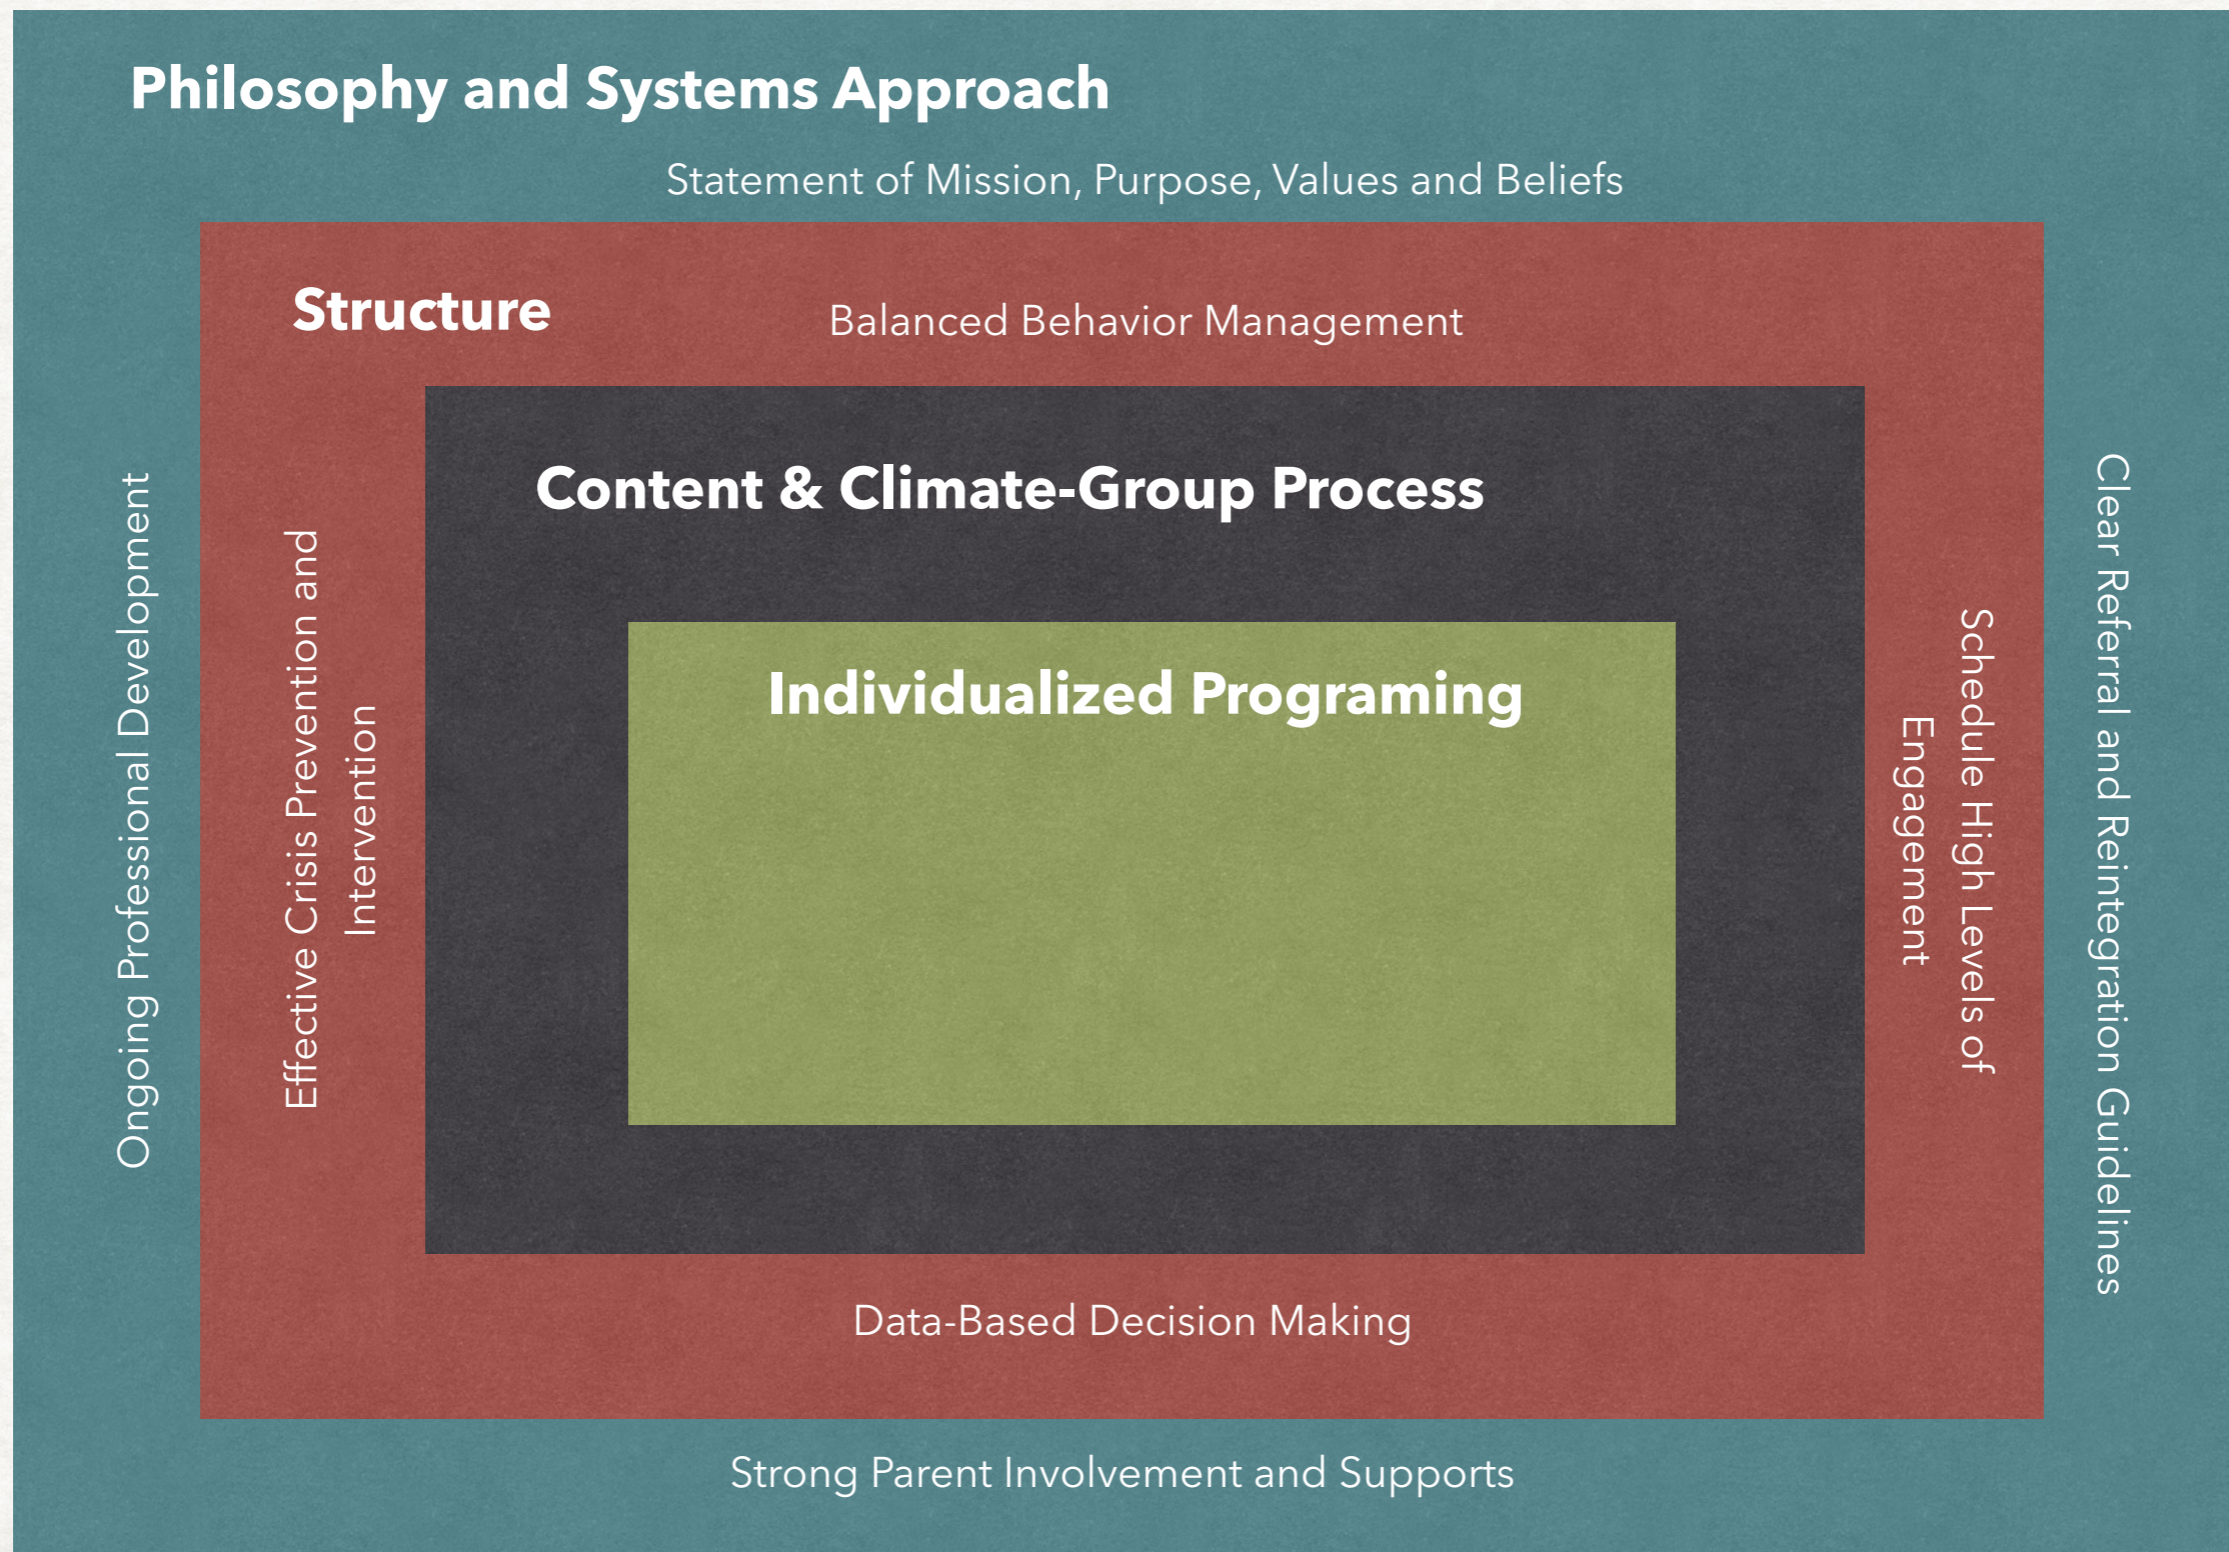 Philosophy and Systems Approach
Statement of Mission, Purpose, Values and Beliefs
Structure
Balanced Behavior Management
Content & Climate-Group Process
Individualized Programing
Ongoing Professional Development
Effective Crisis Prevention and
Intervention
Schedule High Levels of
Engagement
Clear Referral and Reintegration Guidelines
Data-Based Decision Making
Strong Parent Involvement and Supports